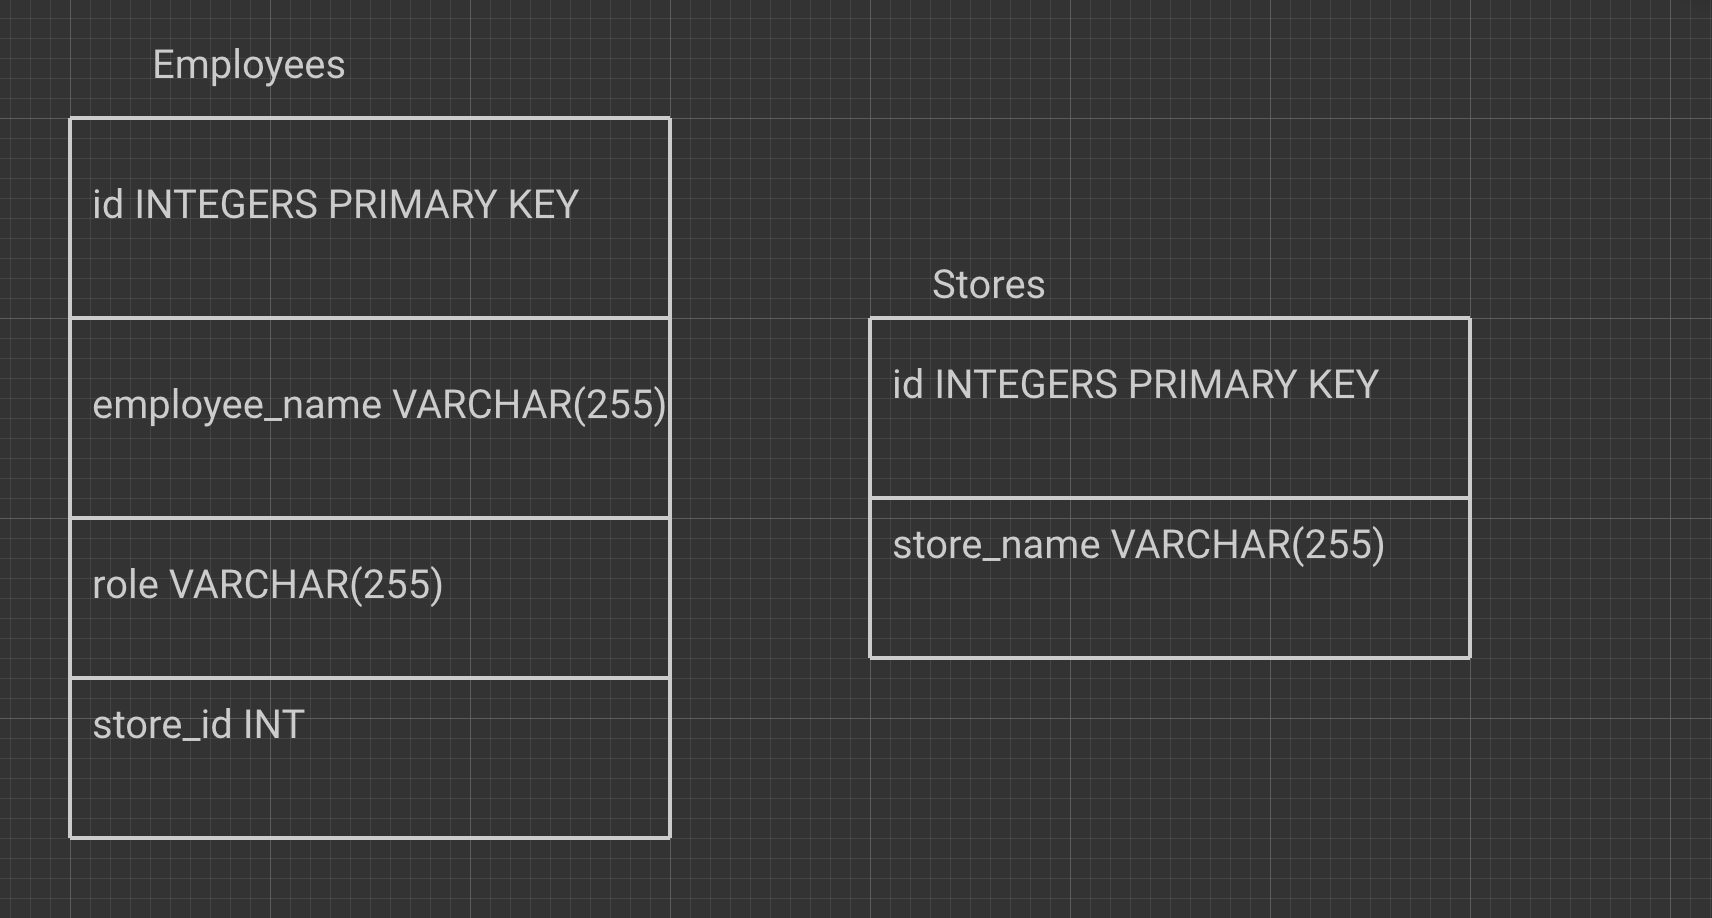 Employees
id INTEGERS PRIMARY KEY
employee_name VARCHAR(255)
role VARCHAR(255)
store_id INT
Stores
id INTEGERS PRIMARY KEY
store_name VARCHAR(255)